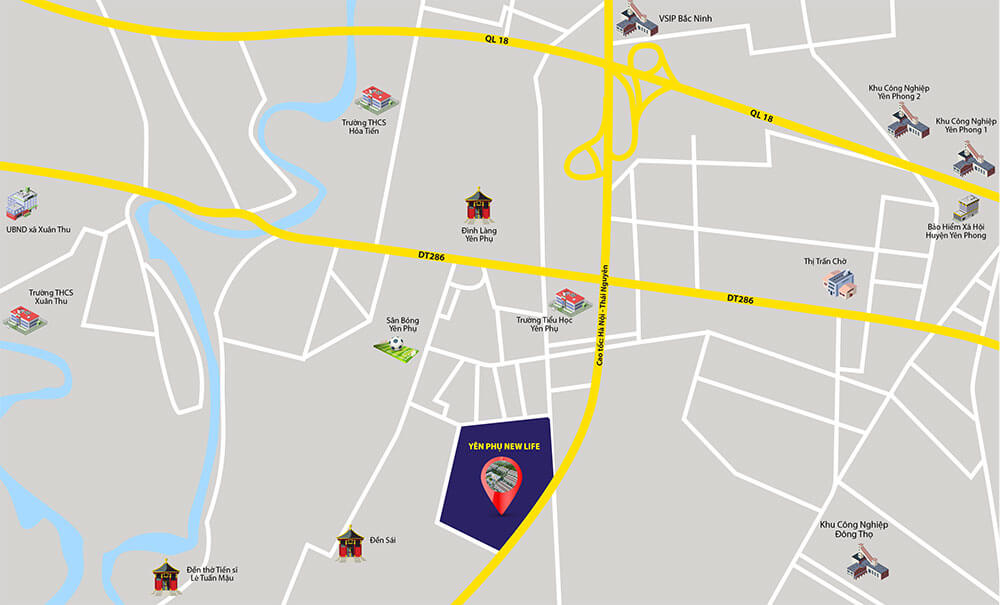 VSIP Bắc Ninh
QL 18
Khu Công Nghiệp
Yên Phong 2
QL 18
Khu Công Nghiệp
Yên Phong 1
Trường THCS
Hòa Tiến
UBND xã Xuân Thu
Đình Làng
Yên Phụ
Bảo Hiểm Xã Hội
Huyện Yên Phong
DT286
Thị Trấn Chờ
Cao tốc: Hà Nội - Thái Nguyên
DT286
Trường THCS
Xuân Thu
Sân Bóng
Yên Phụ
Trường Tiểu Học
Yên Phụ
YÊN PHỤ NEW LIFE
Khu Công Nghiệp
Đông Thọ
Đền Sái
Đền thờ Tiến sĩ
Lê Tuấn Mậu